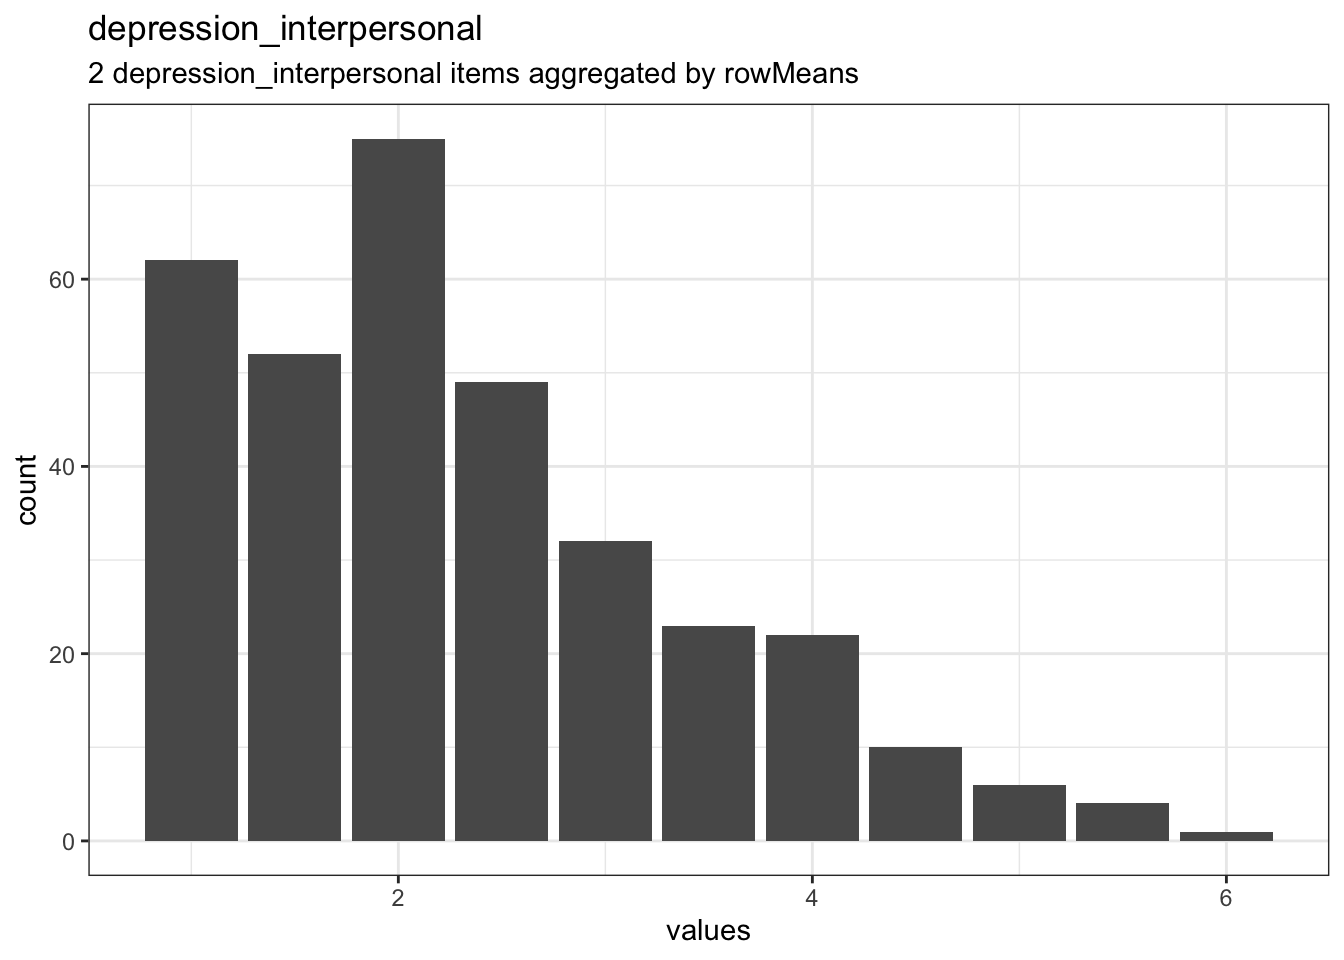 depression_interpersonal
2 depression_interpersonal items aggregated by rowMeans
60
40
20
0
count
2 4 6
values